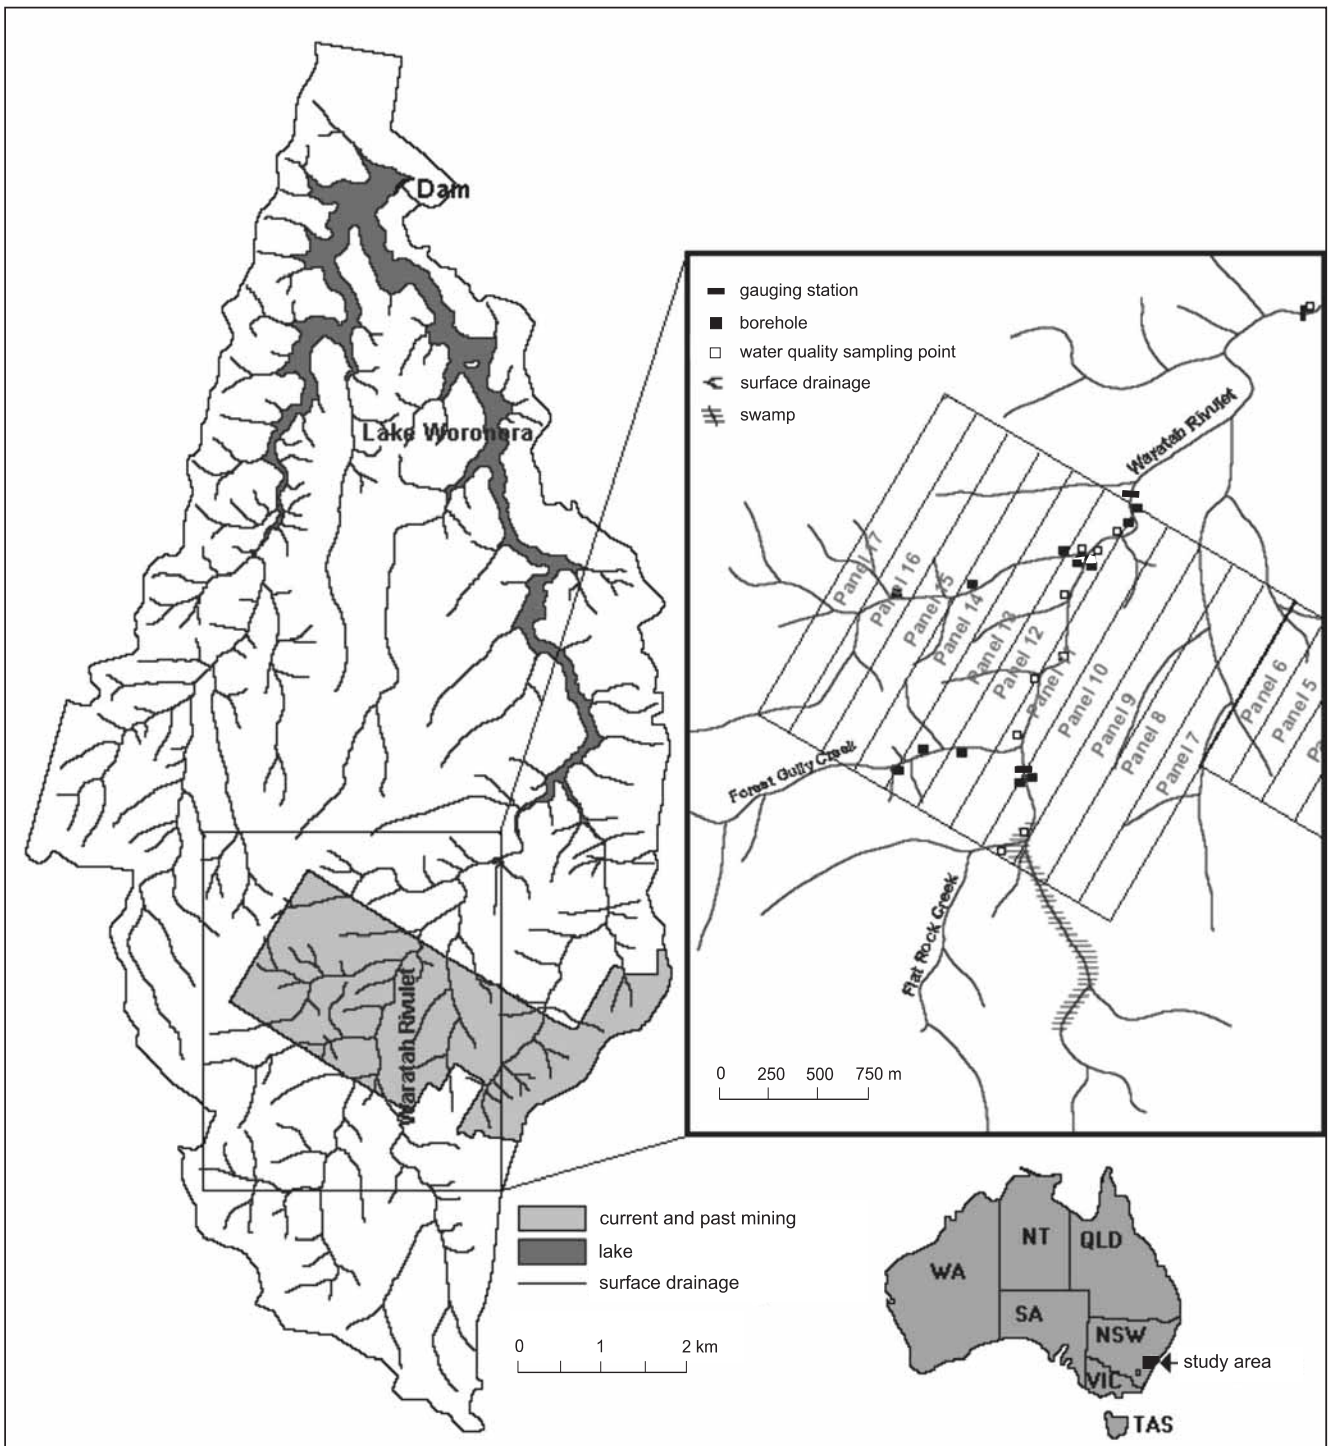 Dam
Lake Woronora
Waratah Rivulet
gauging station
borehole
water quality sampling point
surface drainage
swamp
Waratah Rivulet
Panel 17
Panel 16
Panel 15
Panel 14
Panel 13
Panel 12
Panel 11
Panel 10
Panel 9
Panel 8
Panel 7
Panel 6
Panel 5
Forest Gully Creek
Flat Rock Creek
0 250 500 750 m
current and past mining
lake
surface drainage
0 1 2 km
WA
NT
QLD
SA
NSW
VIC
TAS
study area